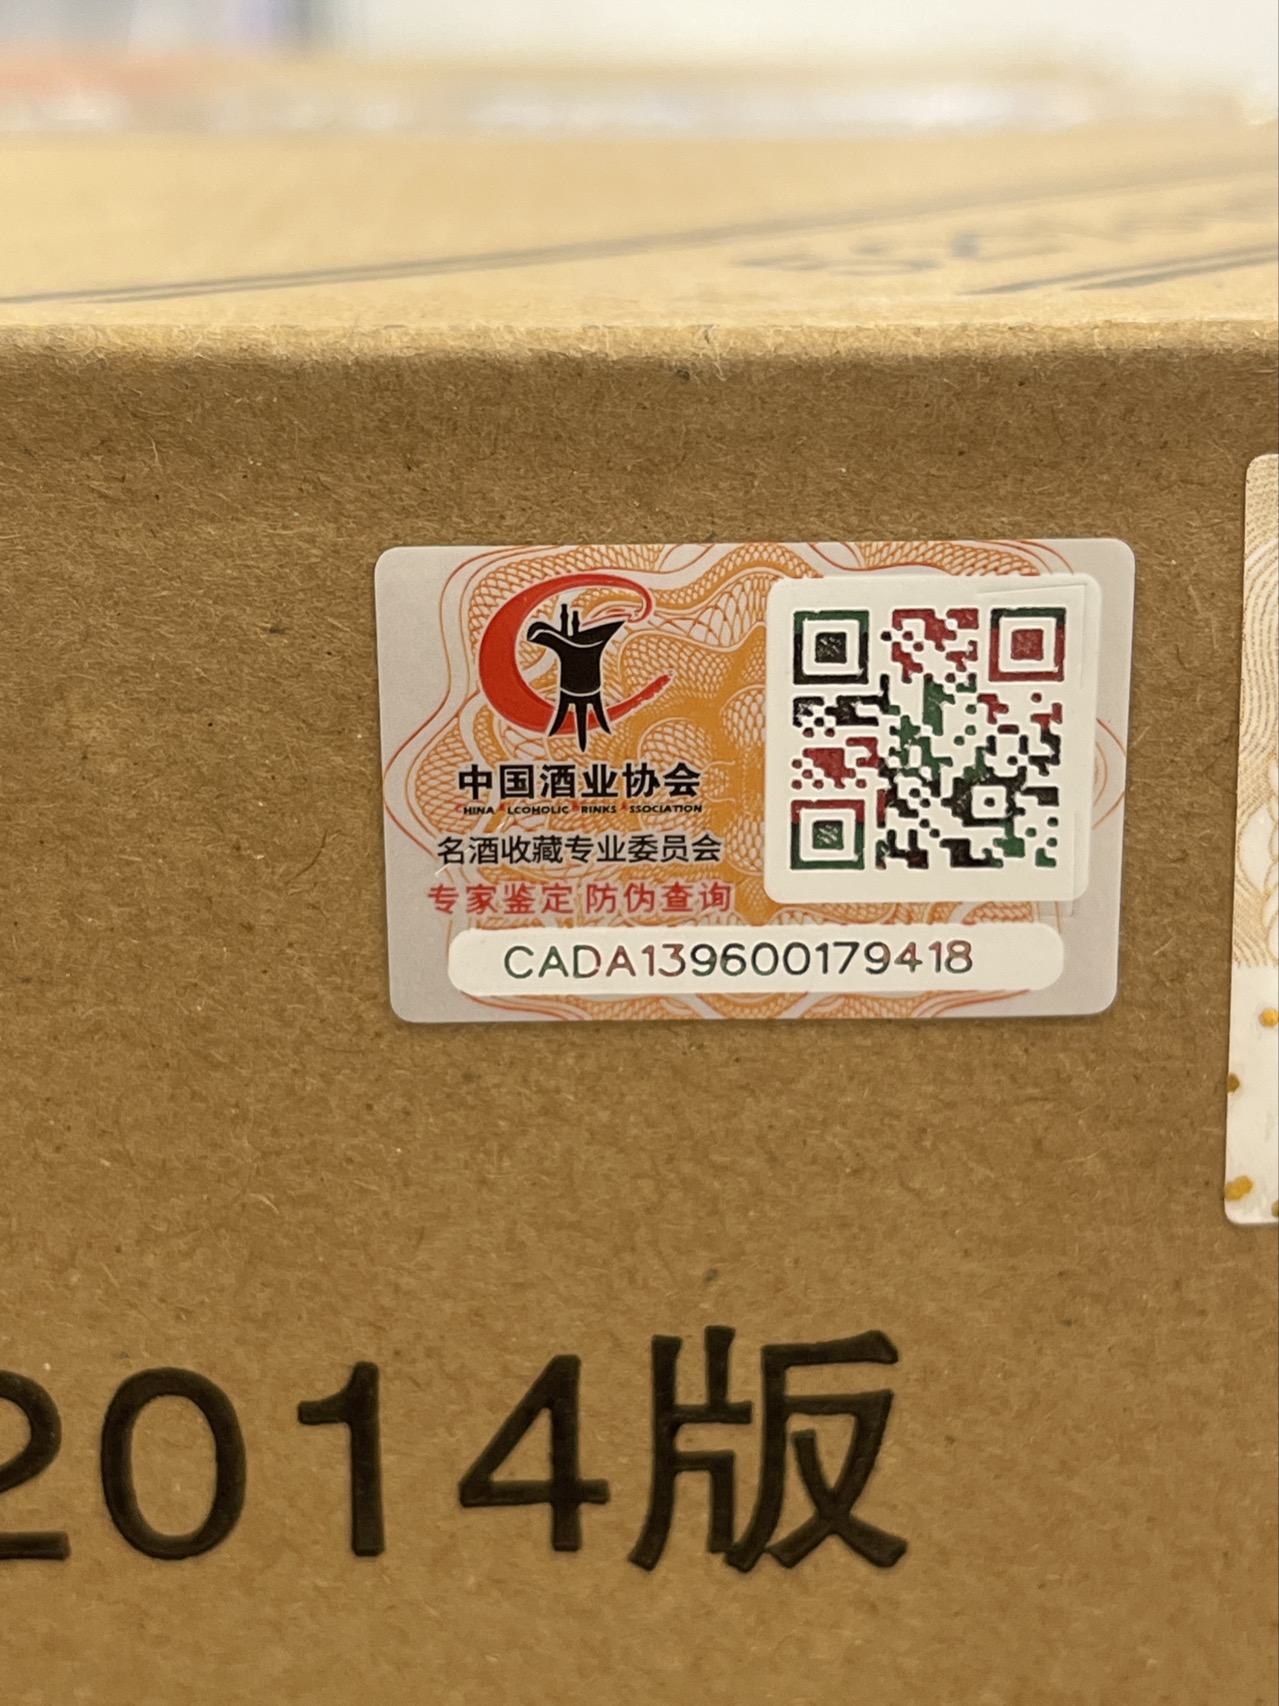 中国酒业协会
CHINA ALCOHOLIC DRINKS ASSOCIATION
名酒收藏专业委员会
专家鉴定 防伪查询
CADA139600179418
2014版